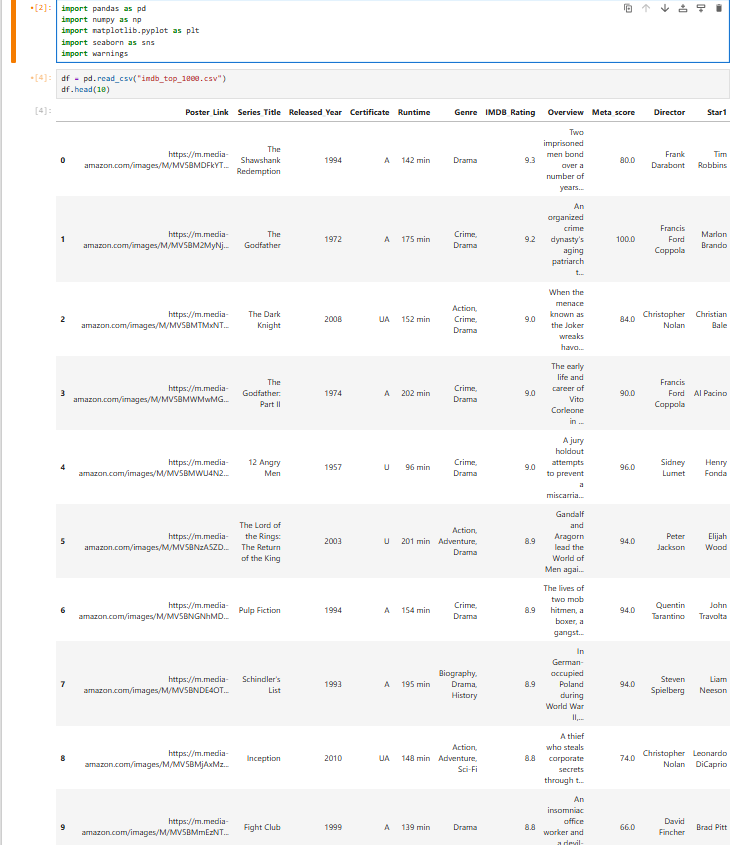 [2]:
import pandas as pd
import numpy as np
import matplotlib.pyplot as plt
import seaborn as sns
import warnings
[4]:
df = pd.read_csv("imdb_top_1000.csv")
df.head(10)
[4]:
Poster_Link Series_Title Released_Year Certificate Runtime Genre IMDB_Rating Overview Meta_score Director Star1
0 https://m.media-amazon.com/images/M/MV5BMDFkYT... The Shawshank Redemption 1994 A 142 min Drama 9.3 Two imprisoned men bond over a number of years... 80.0 Frank Darabont Tim Robbins
1 https://m.media-amazon.com/images/M/MV5BM2MyNj... The Godfather 1972 A 175 min Crime, Drama 9.2 An organized crime dynasty's aging patriarch t... 100.0 Francis Ford Coppola Marlon Brando
2 https://m.media-amazon.com/images/M/MV5BMTMxNT... The Dark Knight 2008 UA 152 min Action, Crime, Drama 9.0 When the menace known as the Joker wreaks havo... 84.0 Christopher Nolan Christian Bale
3 https://m.media-amazon.com/images/M/MV5BMWMwMG... The Godfather: Part II 1974 A 202 min Crime, Drama 9.0 The early life and career of Vito Corleone in ... 90.0 Francis Ford Coppola Al Pacino
4 https://m.media-amazon.com/images/M/MV5BMWU4N2... 12 Angry Men 1957 U 96 min Crime, Drama 9.0 A jury holdout attempts to prevent a miscarria... 96.0 Sidney Lumet Henry Fonda
5 https://m.media-amazon.com/images/M/MV5BNzA5ZD... The Lord of the Rings: The Return of the King 2003 U 201 min Action, Adventure, Drama 8.9 Gandalf and Aragorn lead the World of Men agai... 94.0 Peter Jackson Elijah Wood
6 https://m.media-amazon.com/images/M/MV5BNGNhMD... Pulp Fiction 1994 A 154 min Crime, Drama 8.9 The lives of two mob hitmen, a boxer, a gangst... 94.0 Quentin Tarantino John Travolta
7 https://m.media-amazon.com/images/M/MV5BNDE4OT... Schindler's List 1993 A 195 min Biography, Drama, History 8.9 In German-occupied Poland during World War II,... 94.0 Steven Spielberg Liam Neeson
8 https://m.media-amazon.com/images/M/MV5BMjAxMz... Inception 2010 UA 148 min Action, Adventure, Sci-Fi 8.8 A thief who steals corporate secrets through t... 74.0 Christopher Nolan Leonardo DiCaprio
9 https://m.media-amazon.com/images/M/MV5BMmEzNT... Fight Club 1999 A 139 min Drama 8.8 An insomniac office worker and a devil- 66.0 David Fincher Brad Pitt